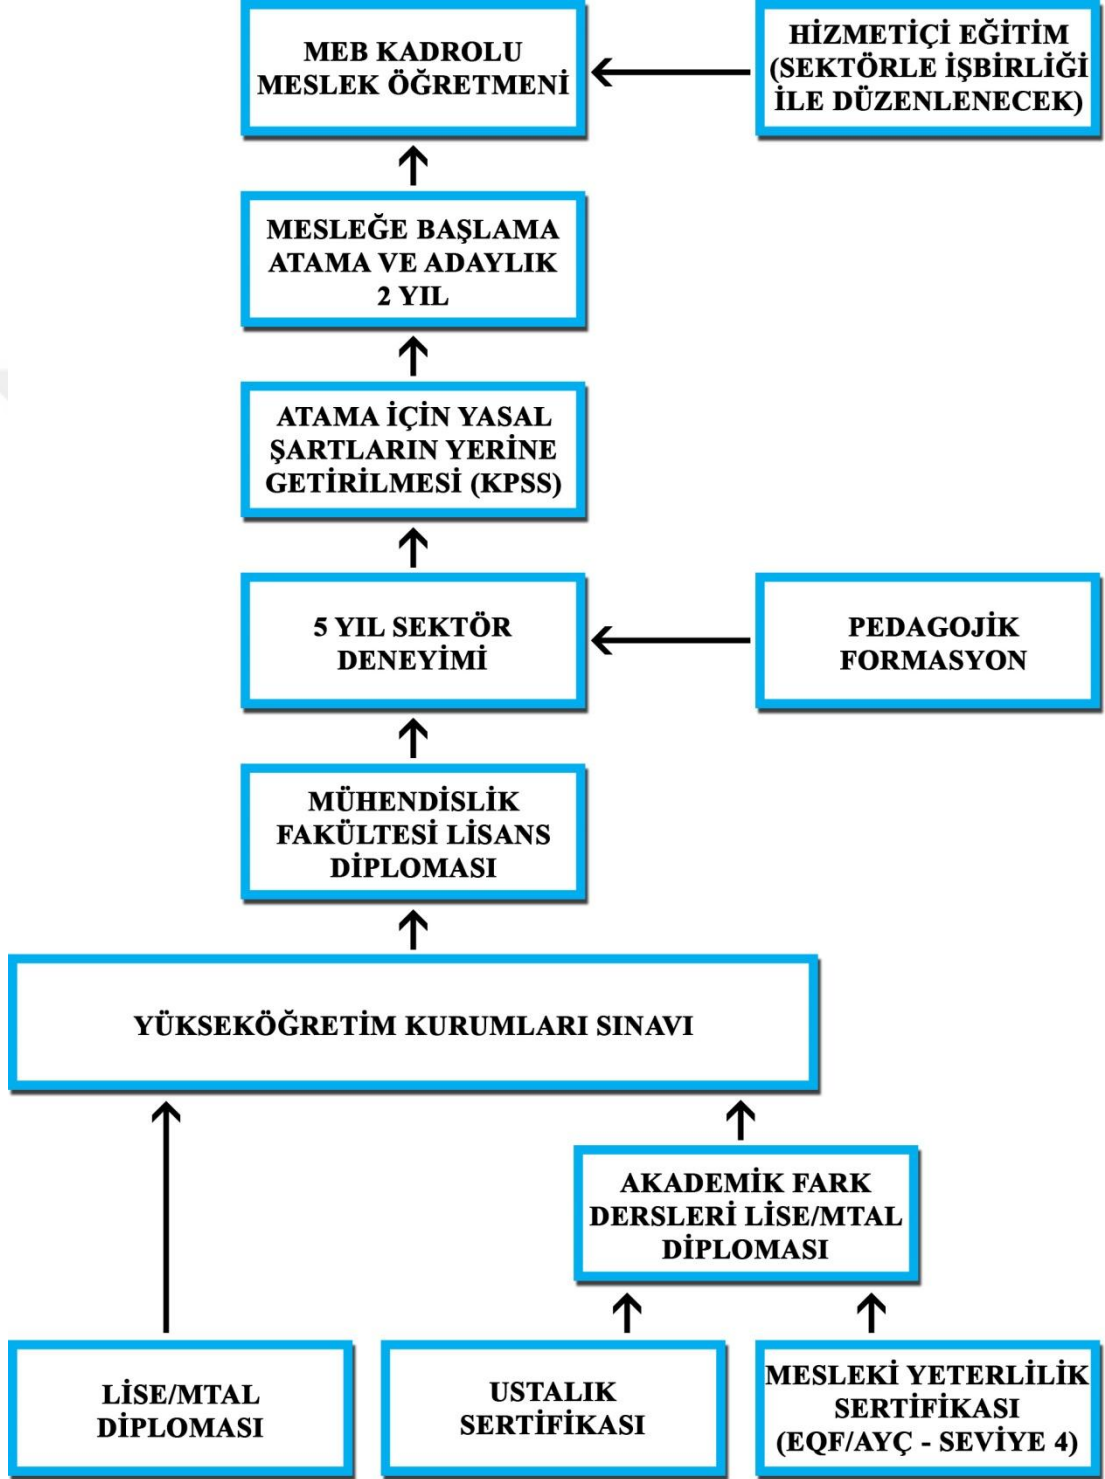 MEB KADROLU
MESLEK ÖĞRETMENİ
HİZMETİÇİ EĞİTİM
(SEKTÖRLE İŞBİRLİĞİ
İLE DÜZENLENECEK)
MESLEĞE BAŞLAMA
ATAMA VE ADAYLIK
2 YIL
ATAMA İÇİN YASAL
ŞARTLARIN YERİNE
GETİRİLMESİ (KPSS)
5 YIL SEKTÖR
DENEYİMİ
PEDAGOJİK
FORMASYON
MÜHENDİSLİK
FAKÜLTESİ LİSANS
DİPLOMASI
YÜKSEKÖĞRETİM KURUMLARI SINAVI
AKADEMİK FARK
DERSLERİ LİSE/MTAL
DİPLOMASI
LİSE/MTAL
DİPLOMASI
USTALIK
SERTİFİKASI
MESLEKİ YETERLİLİK
SERTİFİKASI
(EQF/AYÇ - SEVİYE 4)